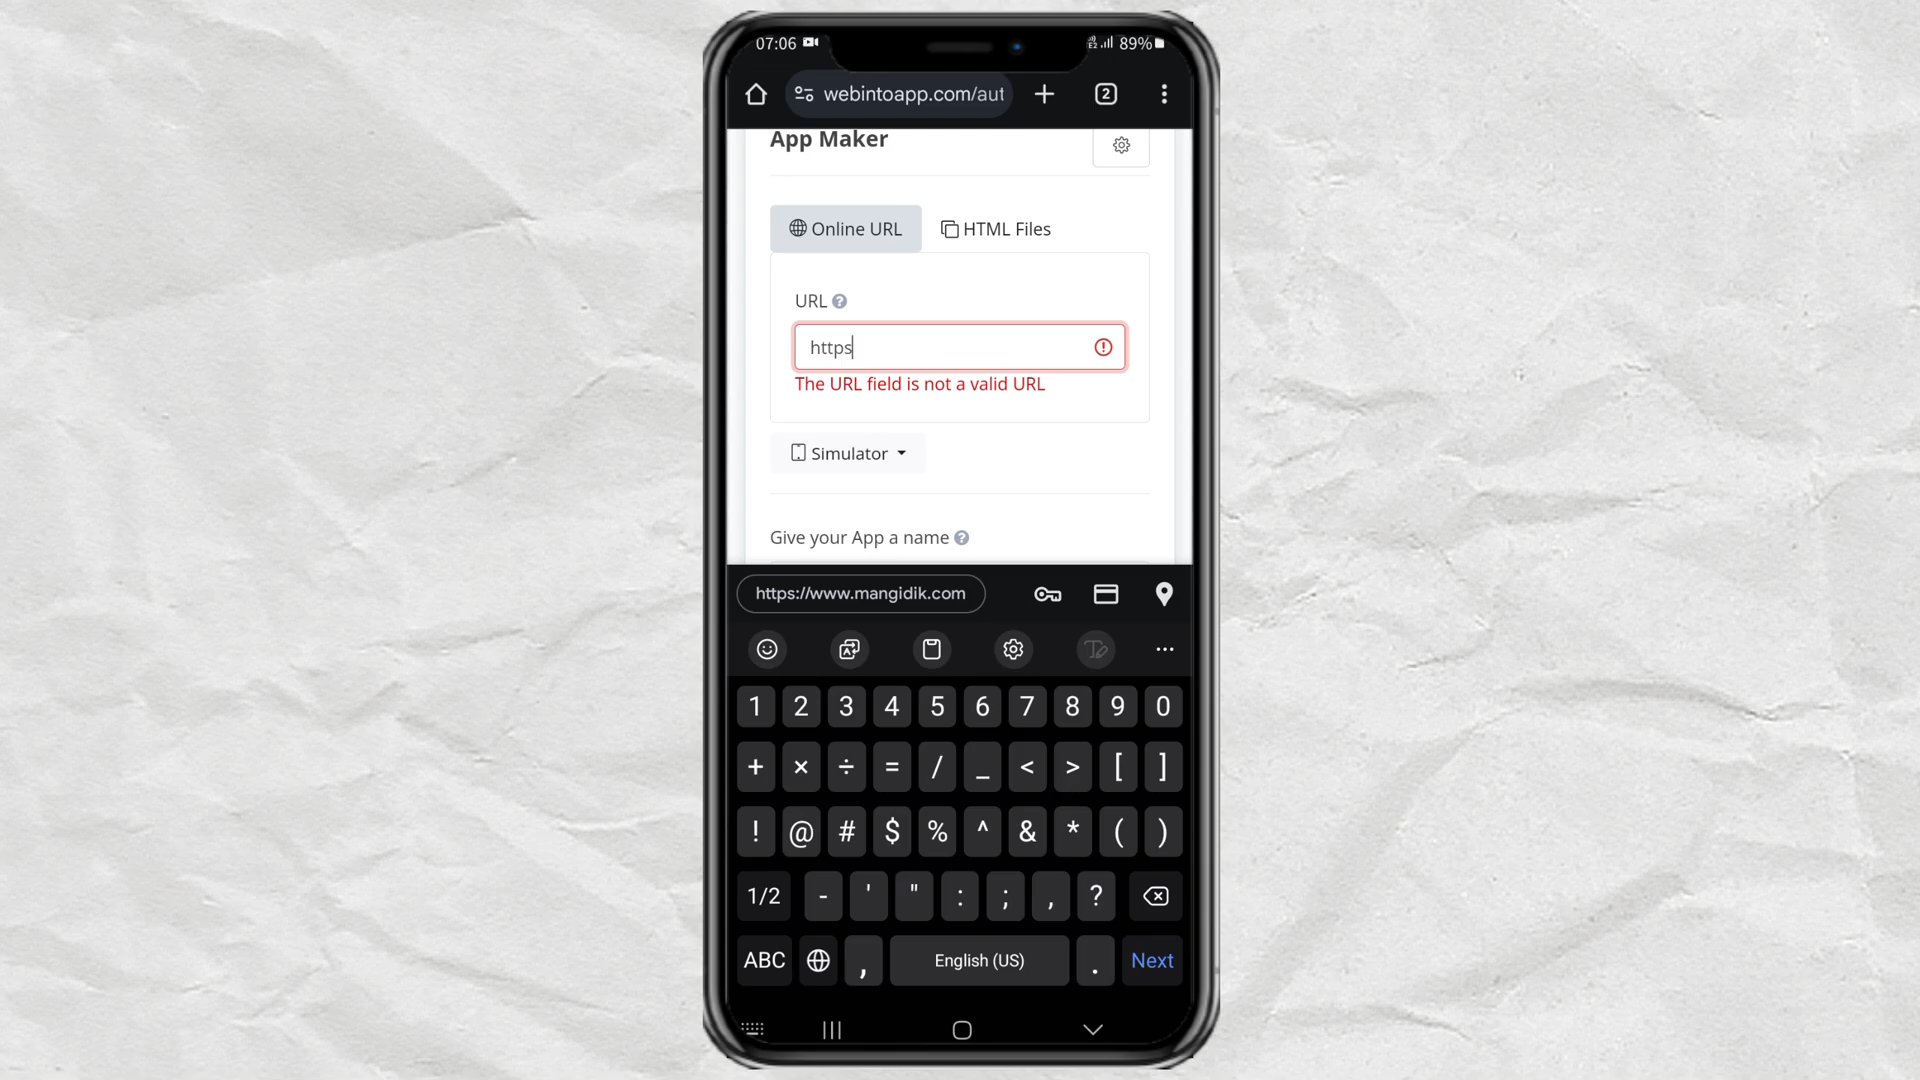 07:06 89%
webintoapp.com/aut 2
App Maker
Online URL HTML Files
URL ?
https
The URL field is not a valid URL
Simulator
Give your App a name ?
https://www.mangidik.com
1 2 3 4 5 6 7 8 9 0
+ × ÷ = / _ < > [ ]
! @ # $ % ^ & * ( )
1/2 - ' " : ; , ?
ABC , English (US) . Next